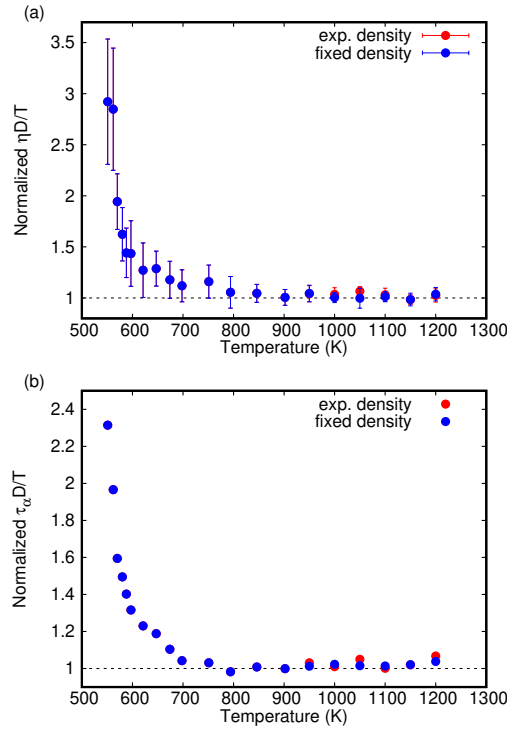 (a)
exp. density
fixed density
Normalized ηD/T
3.5
3
2.5
2
1.5
1
500 600 700 800 900 1000 1100 1200 1300
Temperature (K)
(b)
exp. density
fixed density
Normalized ταD/T
2.4
2.2
2
1.8
1.6
1.4
1.2
1
500 600 700 800 900 1000 1100 1200 1300
Temperature (K)